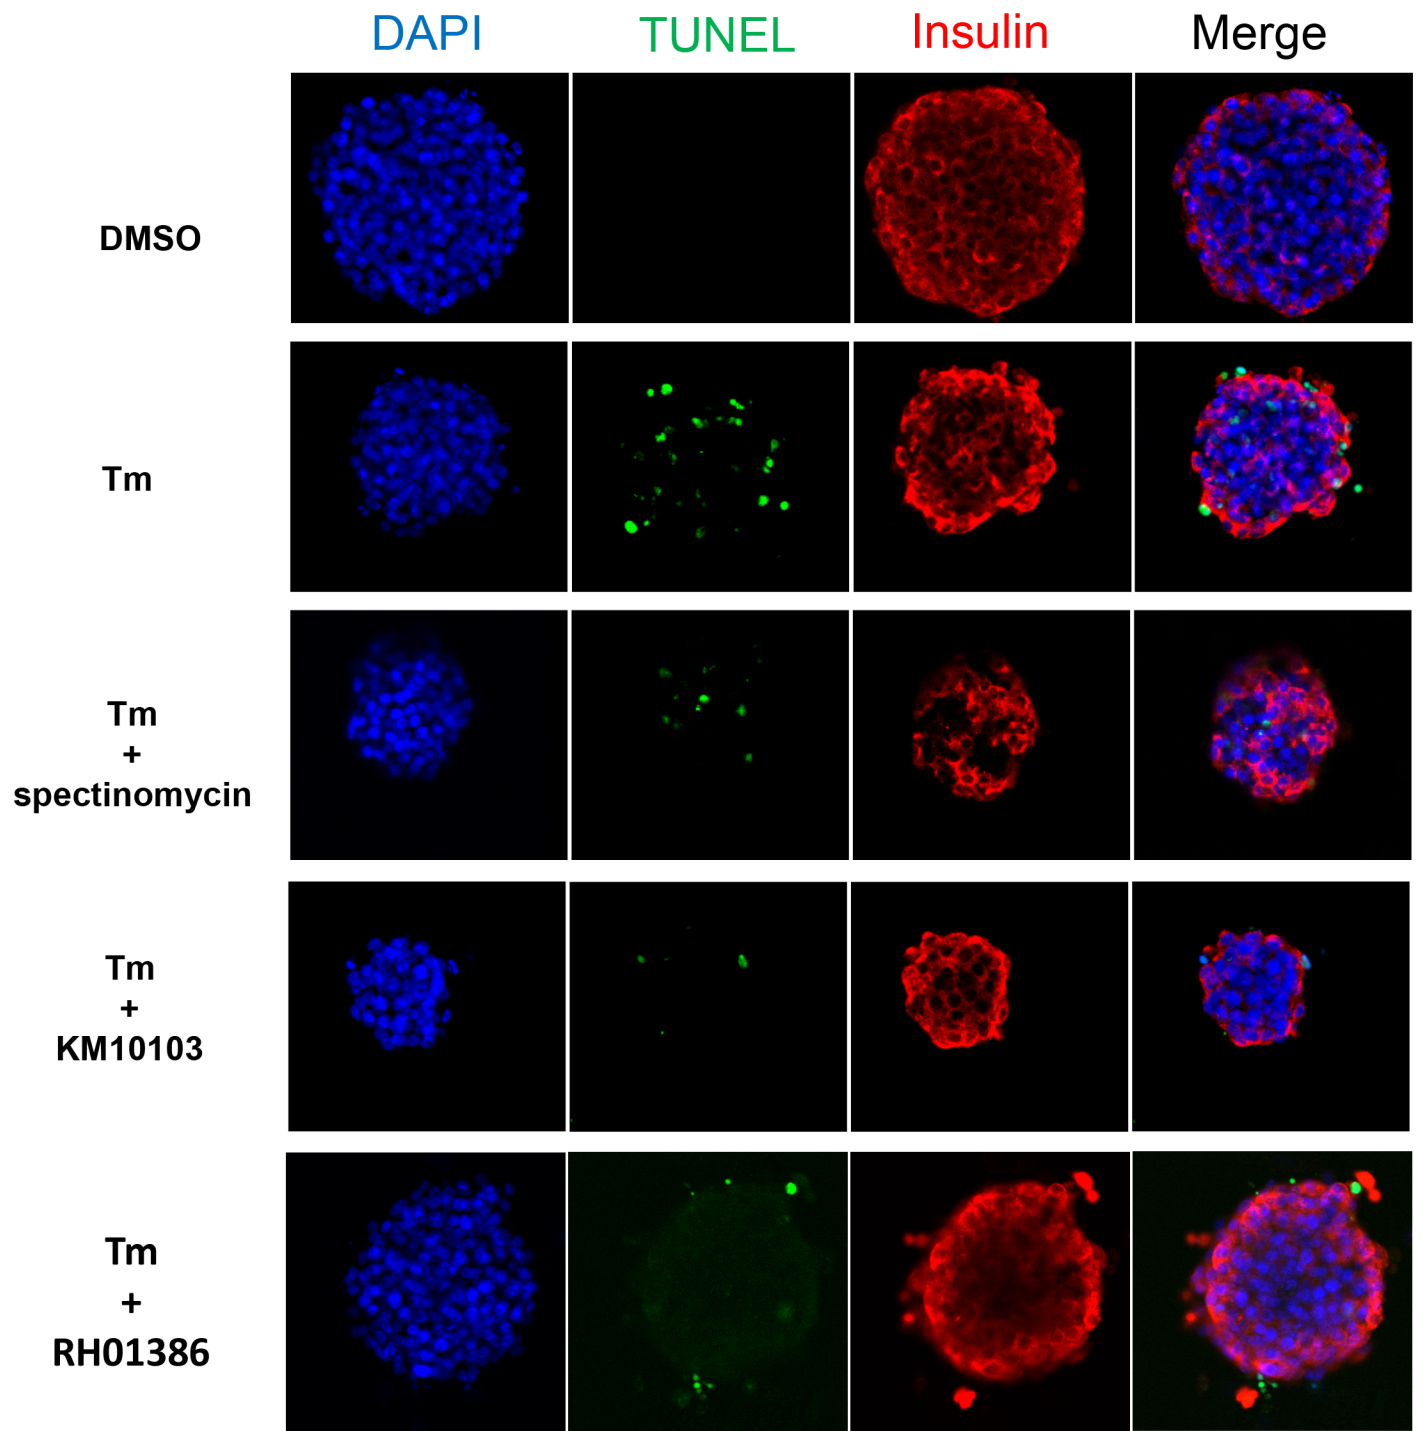 DAPI TUNEL Insulin Merge
DMSO
Tm
Tm
+
spectinomycin
Tm
+
KM10103
Tm
+
RH01386